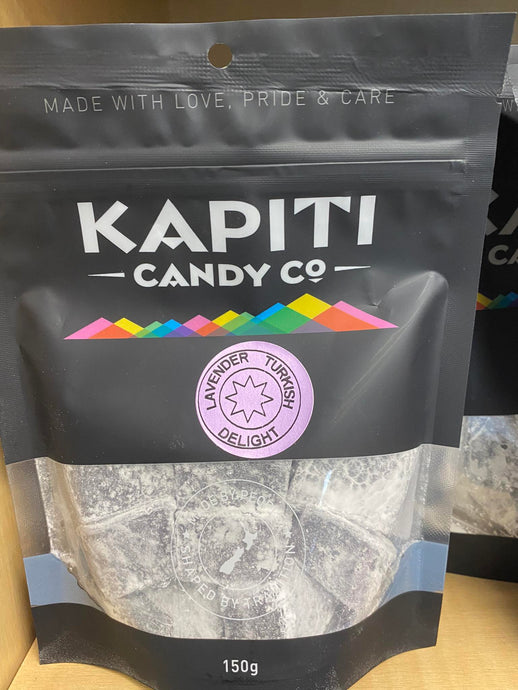 MADE WITH LOVE, PRIDE & CARE
KAPITI
CANDY Co
LAVENDER TURKISH
DELIGHT
SHAPED BY TRADITION
150g